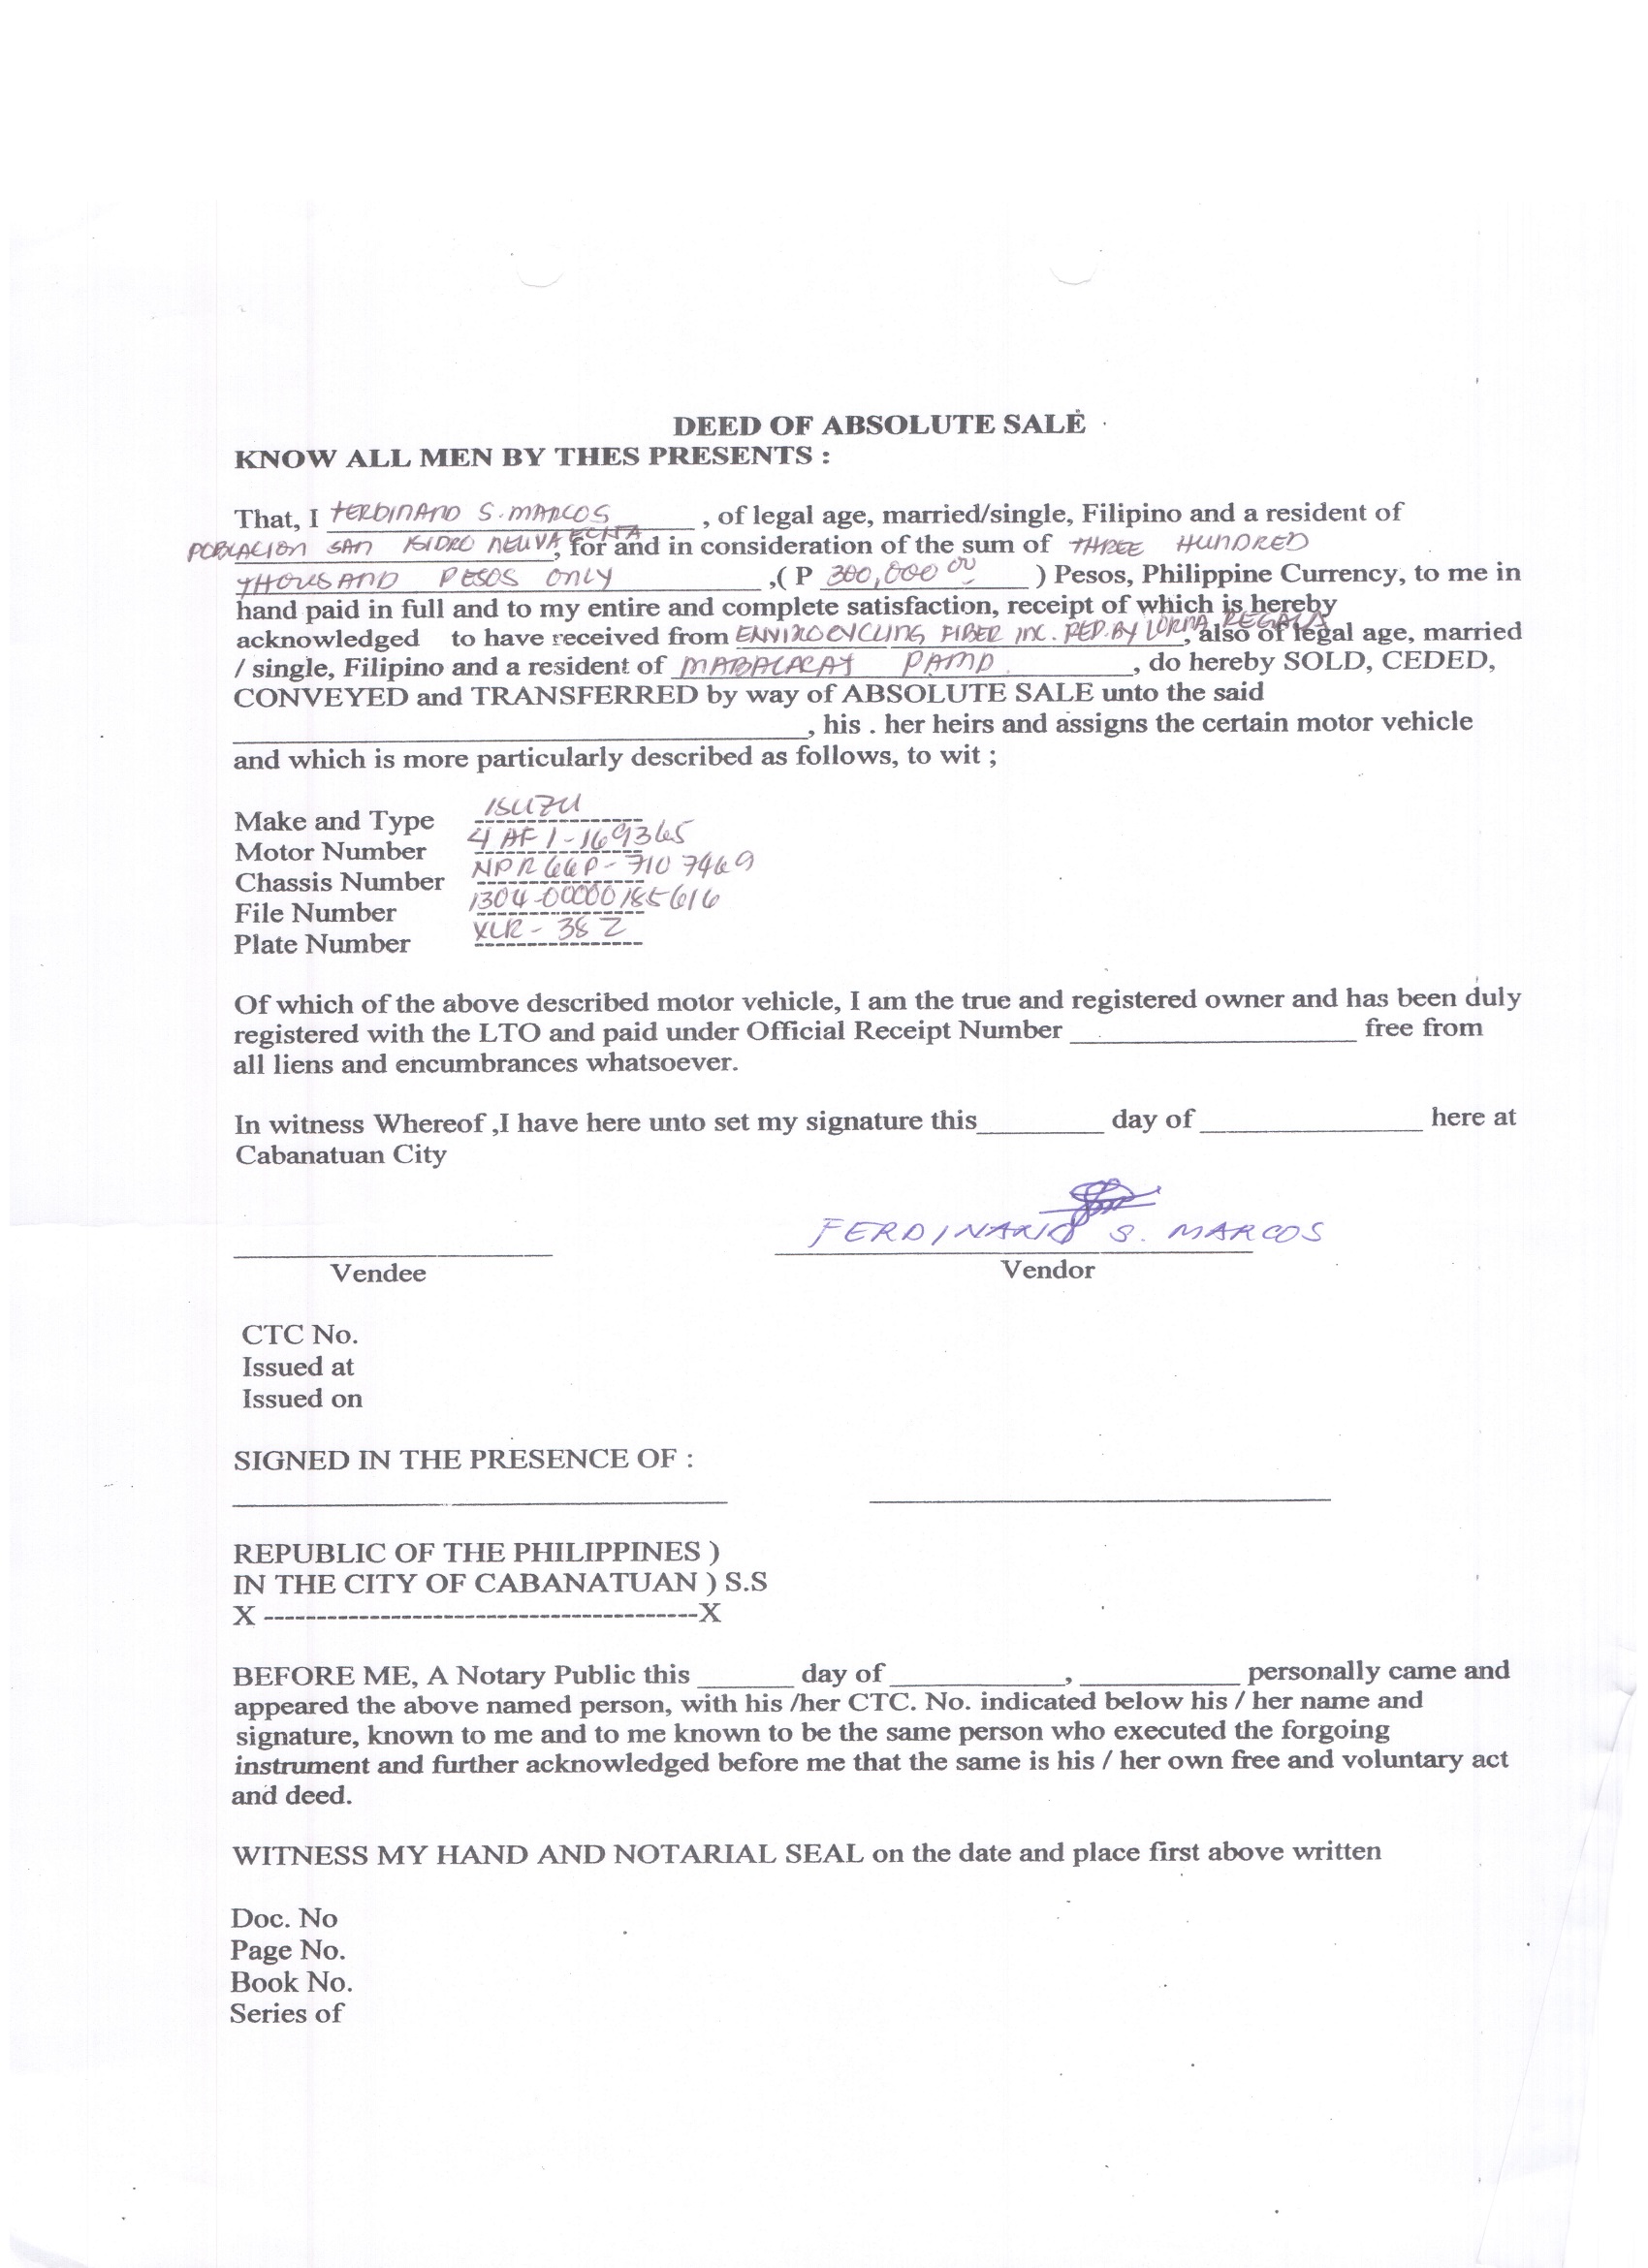 DEED OF ABSOLUTE SALE
KNOW ALL MEN BY THES PRESENTS :
That, I FERDINAND S. MARCOS , of legal age, married/single, Filipino and a resident of
POBLACION SAN ISIDRO NEUVA ECIJA, for and in consideration of the sum of THREE HUNDRED
THOUSAND PESOS ONLY ,( P 300,000 00 ) Pesos, Philippine Currency, to me in
hand paid in full and to my entire and complete satisfaction, receipt of which is hereby
acknowledged to have received from ENVIROCYCLING FIBER INC. REP. BY LORNA REGALA, also of legal age, married
/ single, Filipino and a resident of MABALACAT PAMP. , do hereby SOLD, CEDED,
CONVEYED and TRANSFERRED by way of ABSOLUTE SALE unto the said
____________________, his . her heirs and assigns the certain motor vehicle
and which is more particularly described as follows, to wit ;
Make and Type ISUZU
Motor Number 4 AF 1-169365
Chassis Number NPR66P-7107469
File Number 1304-00000185616
Plate Number XLR-382
Of which of the above described motor vehicle, I am the true and registered owner and has been duly
registered with the LTO and paid under Official Receipt Number ____________________ free from
all liens and encumbrances whatsoever.
In witness Whereof ,I have here unto set my signature this_________ day of ________________ here at
Cabanatuan City
FERDINAND S. MARCOS
Vendee Vendor
CTC No.
Issued at
Issued on
SIGNED IN THE PRESENCE OF :
REPUBLIC OF THE PHILIPPINES )
IN THE CITY OF CABANATUAN ) S.S
X -----------------------------------------X
BEFORE ME, A Notary Public this _______ day of _____________, ___________ personally came and
appeared the above named person, with his /her CTC. No. indicated below his / her name and
signature, known to me and to me known to be the same person who executed the forgoing
instrument and further acknowledged before me that the same is his / her own free and voluntary act
and deed.
WITNESS MY HAND AND NOTARIAL SEAL on the date and place first above written
Doc. No
Page No.
Book No.
Series of